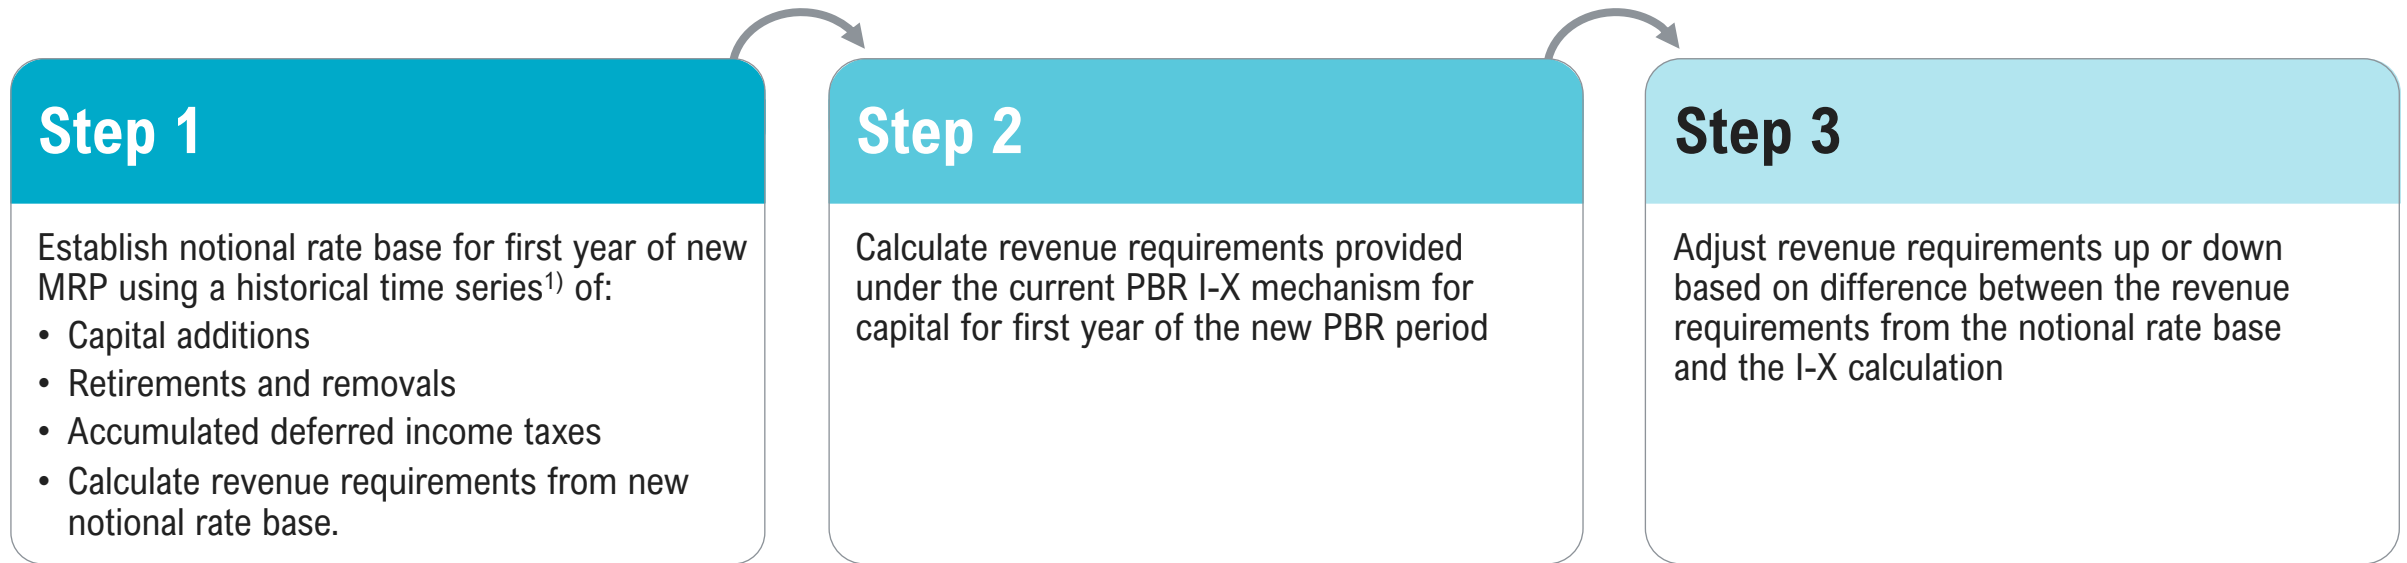 Step 1
Establish notional rate base for first year of new
MRP using a historical time series1) of:
• Capital additions
• Retirements and removals
• Accumulated deferred income taxes
• Calculate revenue requirements from new
notional rate base.
Step 2
Calculate revenue requirements provided
under the current PBR I-X mechanism for
capital for first year of the new PBR period
Step 3
Adjust revenue requirements up or down
based on difference between the revenue
requirements from the notional rate base
and the I-X calculation